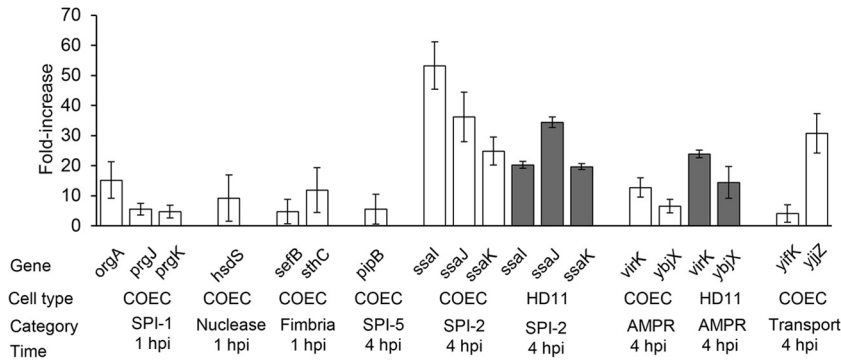 70
60
50
40
30
20
10
0
Fold-increase
Gene orgA prgJ prgK hsdS sefB sthC pipB ssaI ssaJ ssaK ssaI ssaJ ssaK virK ybjX virK ybjX yifK yjjZ
Cell type COEC COEC COEC COEC COEC HD11 COEC HD11 COEC
Category SPI-1 Nuclease Fimbria SPI-5 SPI-2 SPI-2 AMPR AMPR Transport
Time 1 hpi 1 hpi 1 hpi 4 hpi 4 hpi 4 hpi 4 hpi 4 hpi 4 hpi